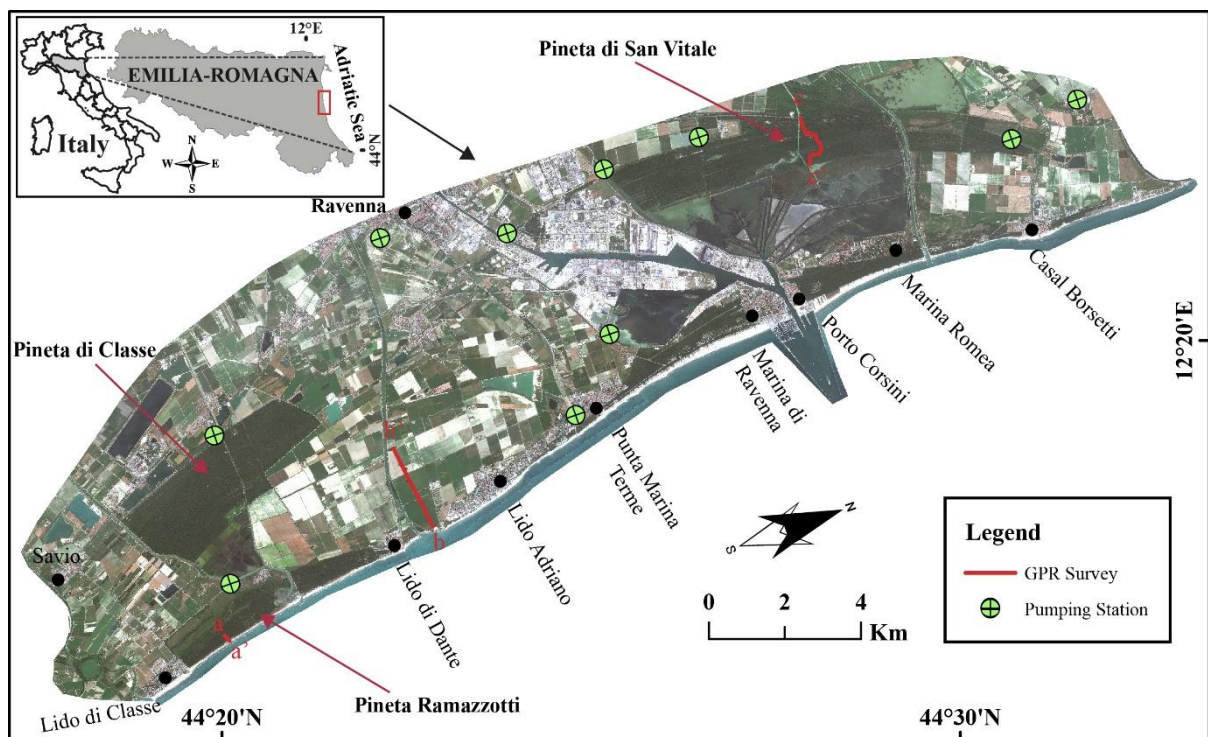 12°E
EMILIA-ROMAGNA
Adriatic Sea
44°N
Italy
N
W E
S
Pineta di San Vitale
c'
c
Ravenna
Pineta di Classe
b'
b
Savio
a
a'
Lido di Classe
Pineta Ramazzotti
Lido di Dante
Lido Adriano
Punta Marina
Terme
Marina di
Ravenna
Porto Corsini
Marina Romea
Casal Borsetti
12°20'E
N
S
0 2 4
Km
Legend
GPR Survey
Pumping Station
44°20'N
44°30'N